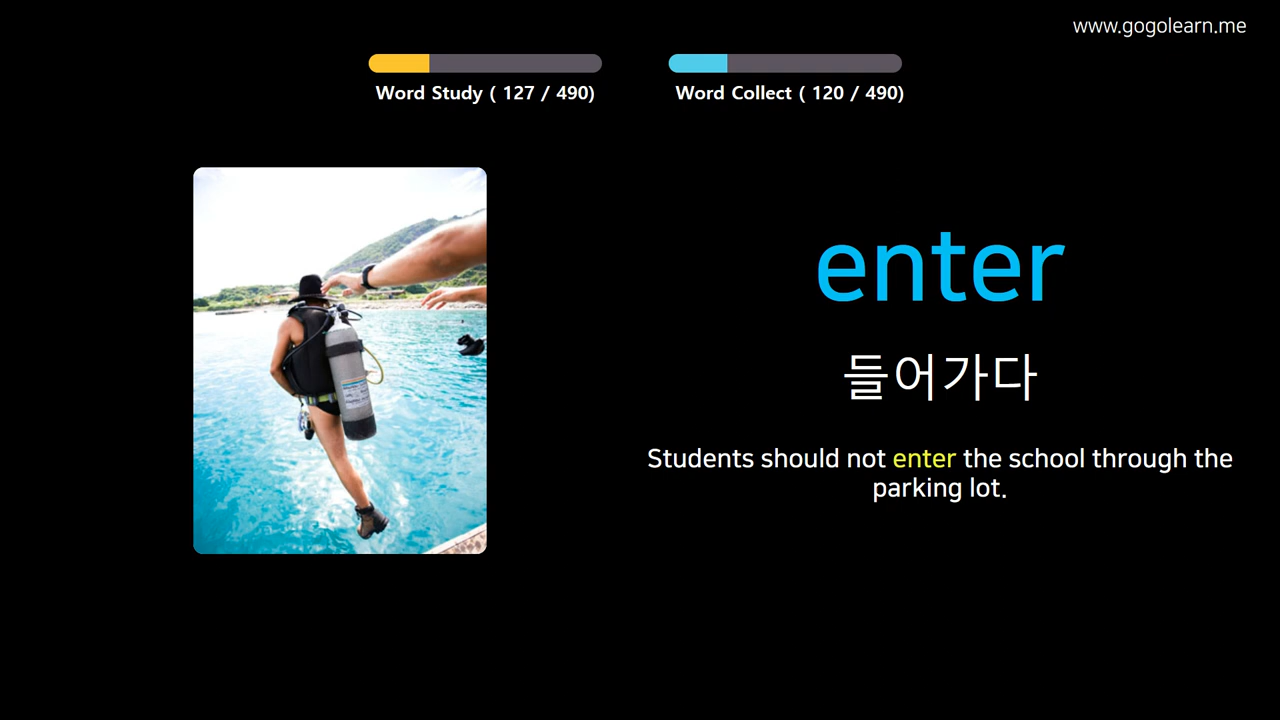 www.gogolearn.me
Word Study ( 127 / 490)
Word Collect ( 120 / 490)
enter
들어가다
Students should not enter the school through the
parking lot.